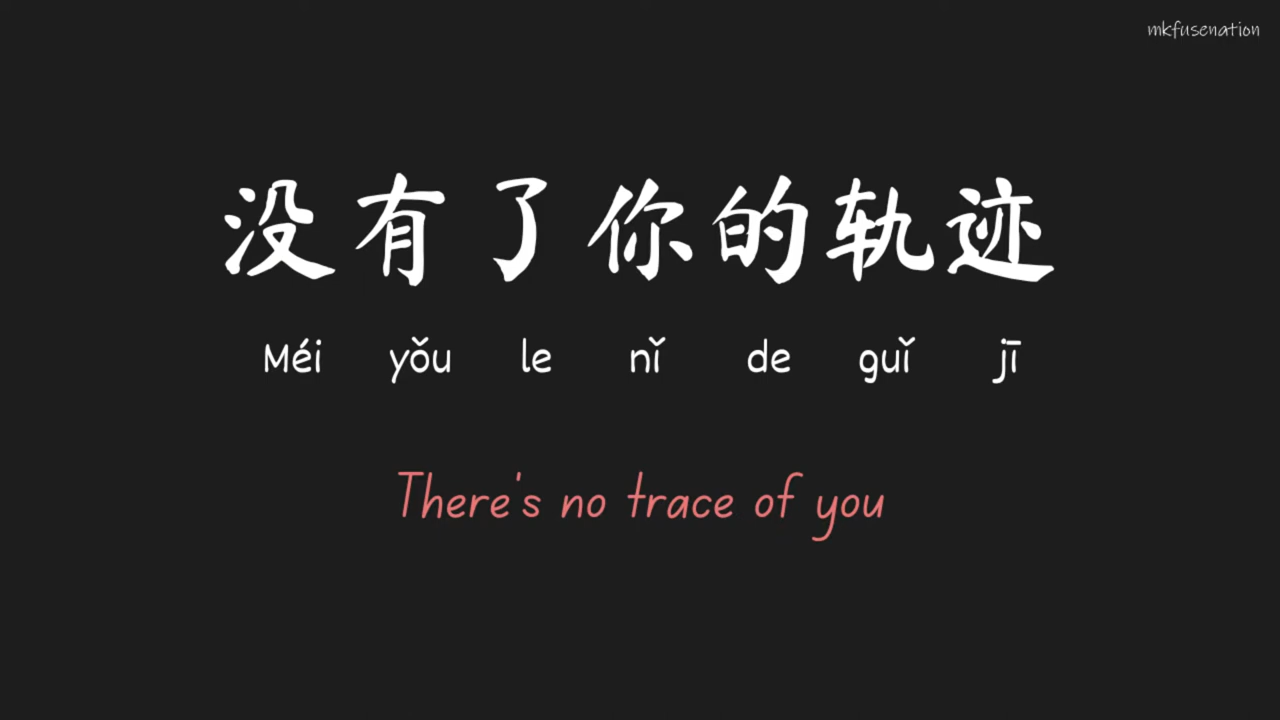 mkfusenation
没有了你的轨迹
Méi yǒu le nǐ de guǐ jī
There's no trace of you